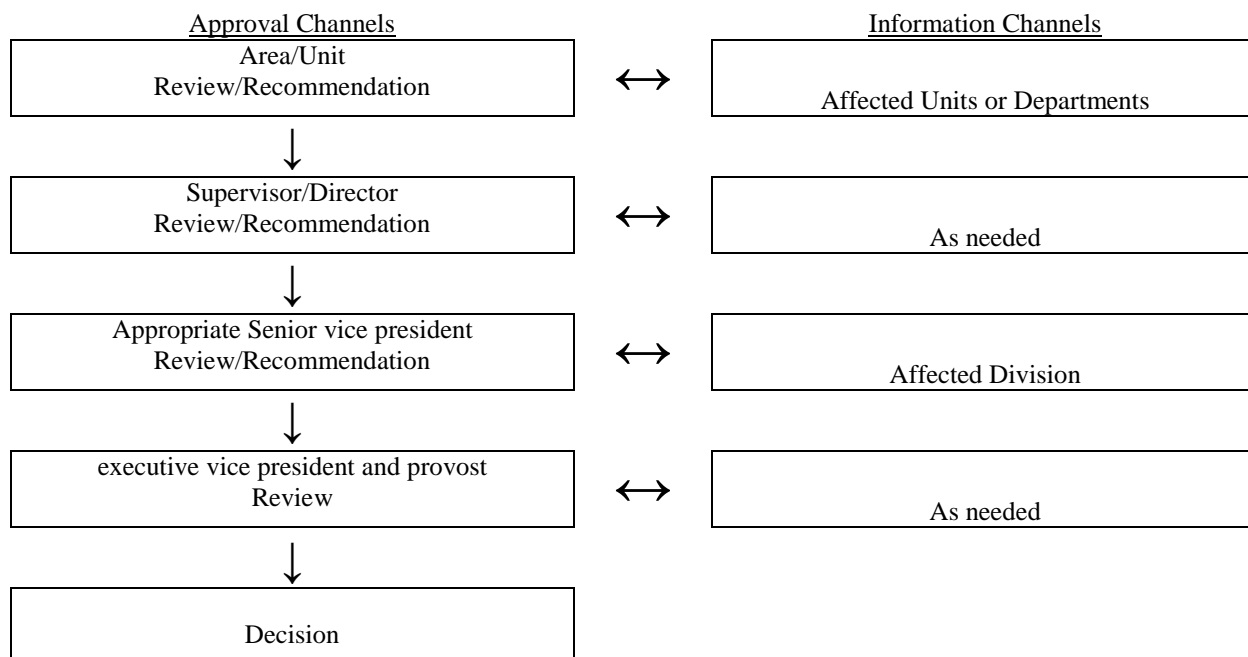 Approval Channels
Information Channels
Area/Unit
Review/Recommendation
Affected Units or Departments
Supervisor/Director
Review/Recommendation
As needed
Appropriate Senior vice president
Review/Recommendation
Affected Division
executive vice president and provost
Review
As needed
Decision